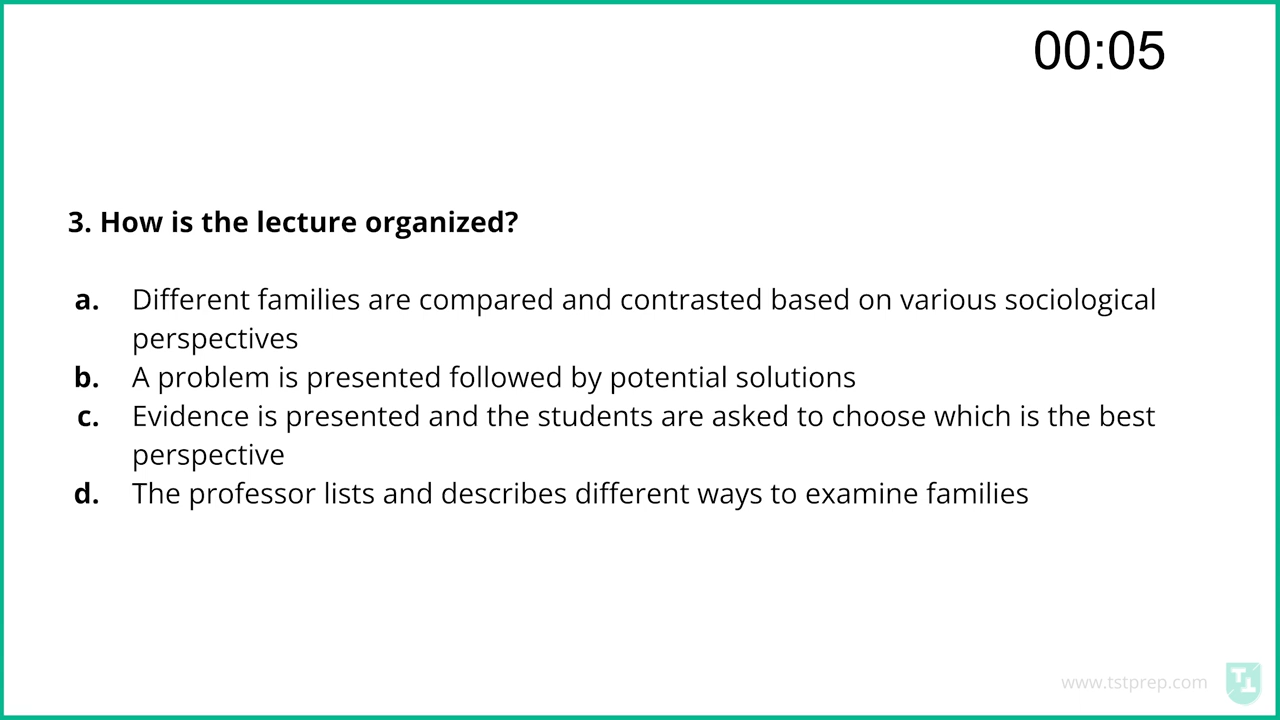 00:05
3. How is the lecture organized?
a. Different families are compared and contrasted based on various sociological
perspectives
b. A problem is presented followed by potential solutions
c. Evidence is presented and the students are asked to choose which is the best
perspective
d. The professor lists and describes different ways to examine families
www.tstprep.com